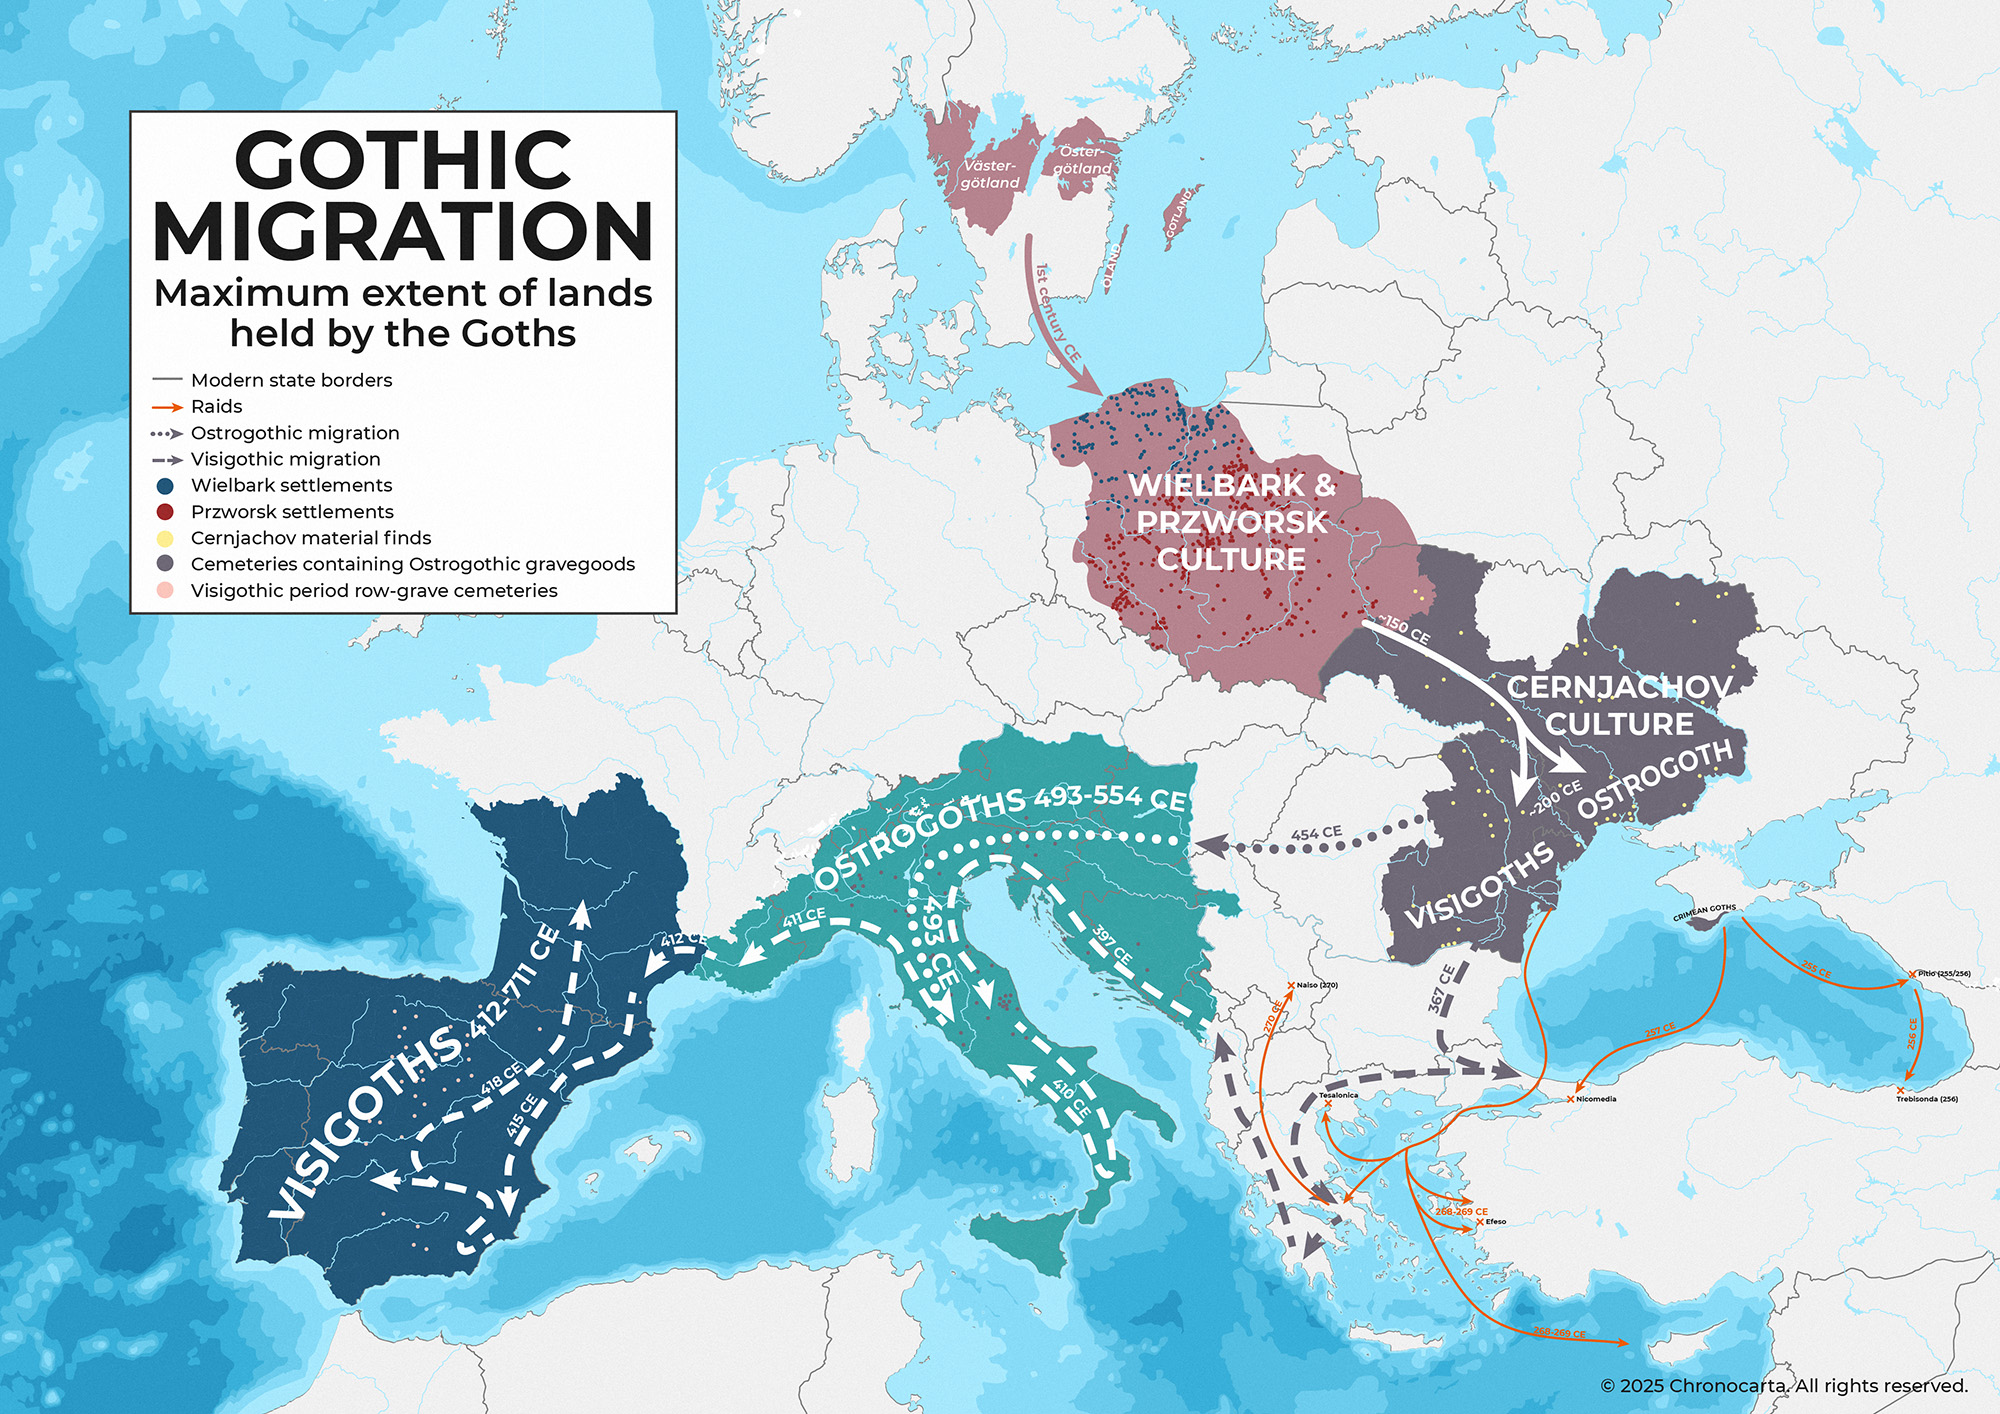 GOTHIC
MIGRATION
Maximum extent of lands
held by the Goths
Modern state borders
Raids
Ostrogothic migration
Visigothic migration
Wielbark settlements
Przworsk settlements
Cernjachov material finds
Cemeteries containing Ostrogothic gravegoods
Visigothic period row-grave cemeteries
Väster-
götland
Öster-
götland
GOTLAND
ÖLAND
1st century CE
WIELBARK &
PRZWORSK
CULTURE
~150 CE
CERNJACHOV
CULTURE
OSTROGOTH
~200 CE
VISIGOTHS
454 CE
OSTROGOTHS 493-554 CE
493 CE
411 CE
412 CE
397 CE
410 CE
VISIGOTHS 412-711 CE
418 CE
415 CE
367 CE
CRIMEAN GOTHS
255 CE
Pitio (255/256)
256 CE
Trebisonda (256)
257 CE
Nicomedia
Naiso (270)
270 CE
Tesalonica
268-269 CE
Efeso
268-269 CE
© 2025 Chronocarta. All rights reserved.